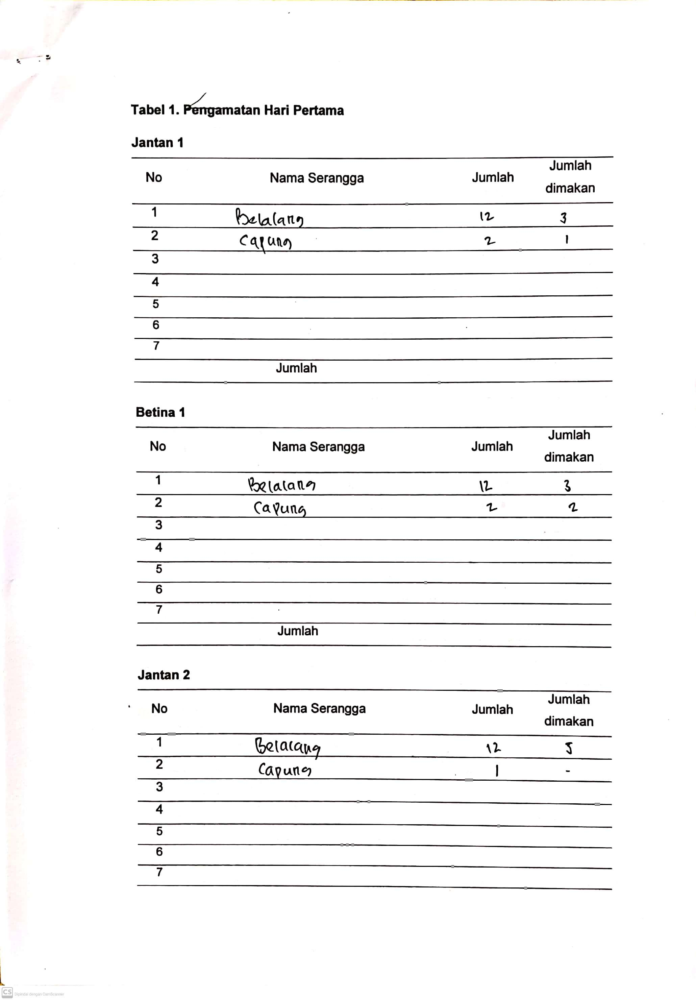 Tabel 1. Pengamatan Hari Pertama
Jantan 1
No Nama Serangga Jumlah Jumlah dimakan
1 Belalang 12 3
2 Capung 2 1
3
4
5
6
7
Jumlah
Betina 1
No Nama Serangga Jumlah Jumlah dimakan
1 Belalang 12 3
2 Capung 2 2
3
4
5
6
7
Jumlah
Jantan 2
No Nama Serangga Jumlah Jumlah dimakan
1 Belalang 12 5
2 Capung 1 -
3
4
5
6
7
CS Dipindai dengan CamScanner